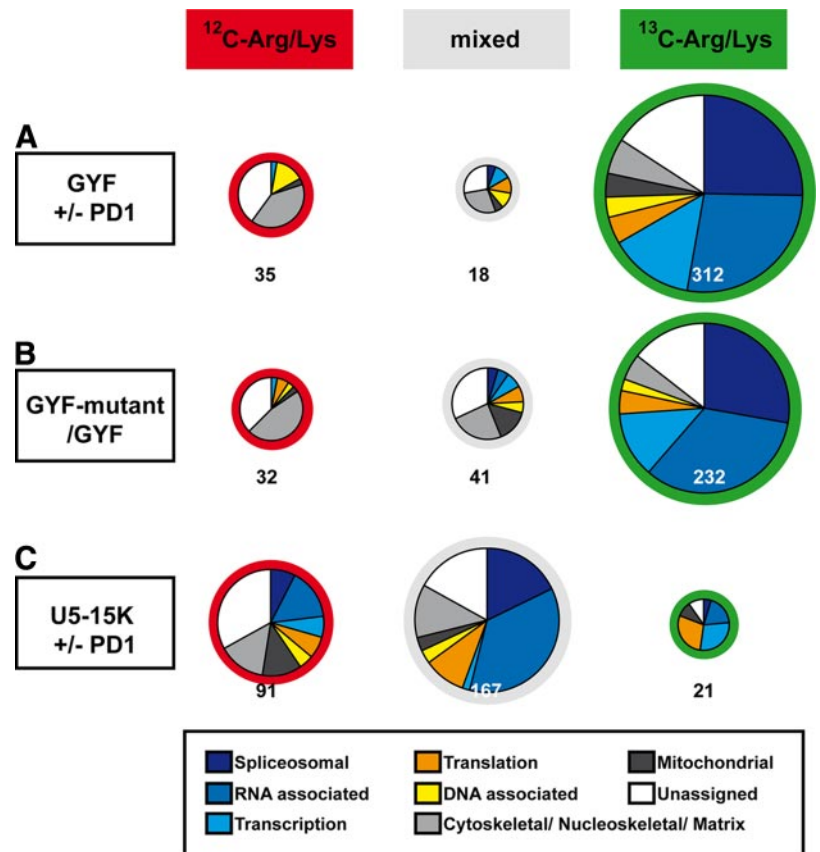 ¹²C-Arg/Lys
mixed
¹³C-Arg/Lys
A
GYF
+/- PD1
35
18
312
B
GYF-mutant
/GYF
32
41
232
C
U5-15K
+/- PD1
91
167
21
Spliceosomal
Translation
Mitochondrial
RNA associated
DNA associated
Unassigned
Transcription
Cytoskeletal/ Nucleoskeletal/ Matrix